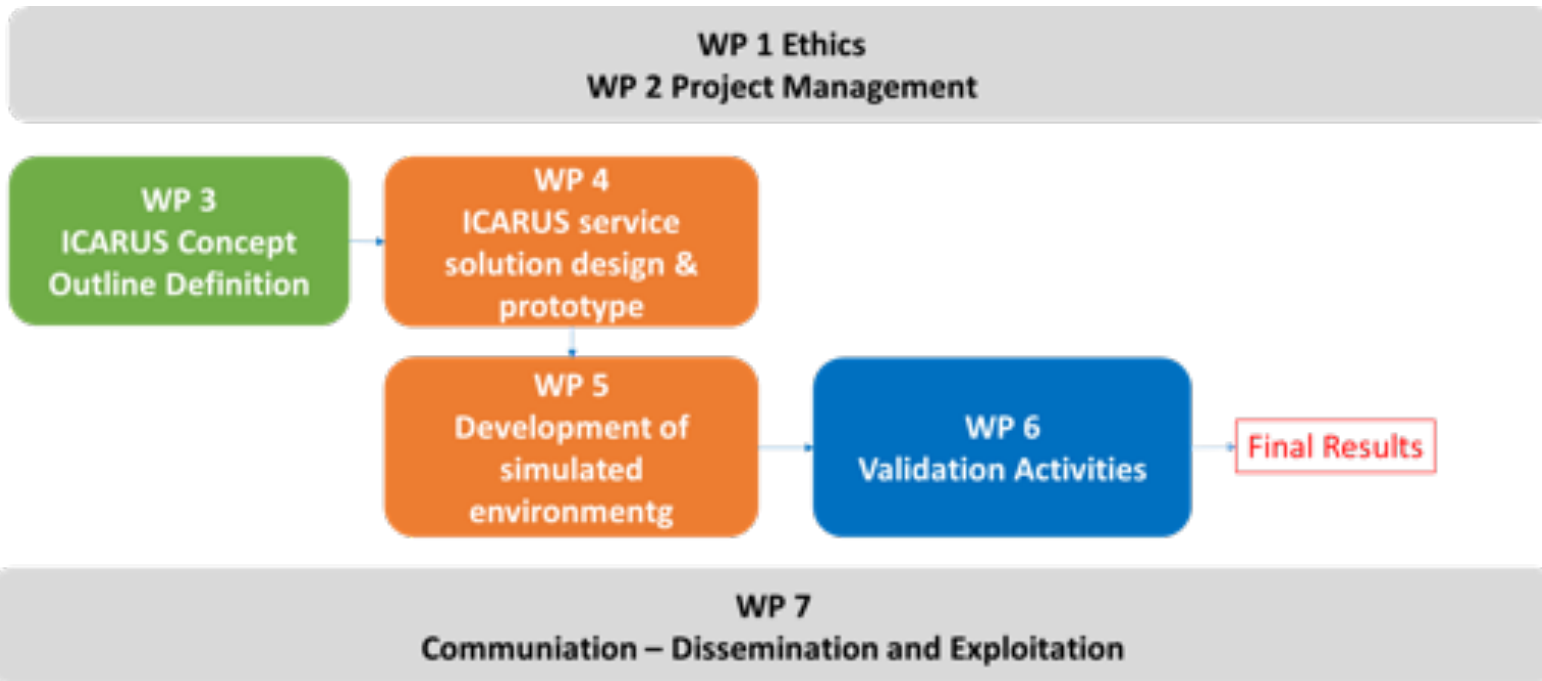 WP 1 Ethics
WP 2 Project Management
WP 3
ICARUS Concept
Outline Definition
WP 4
ICARUS service
solution design &
prototype
WP 5
Development of
simulated
environmentg
WP 6
Validation Activities
Final Results
WP 7
Communiation – Dissemination and Exploitation